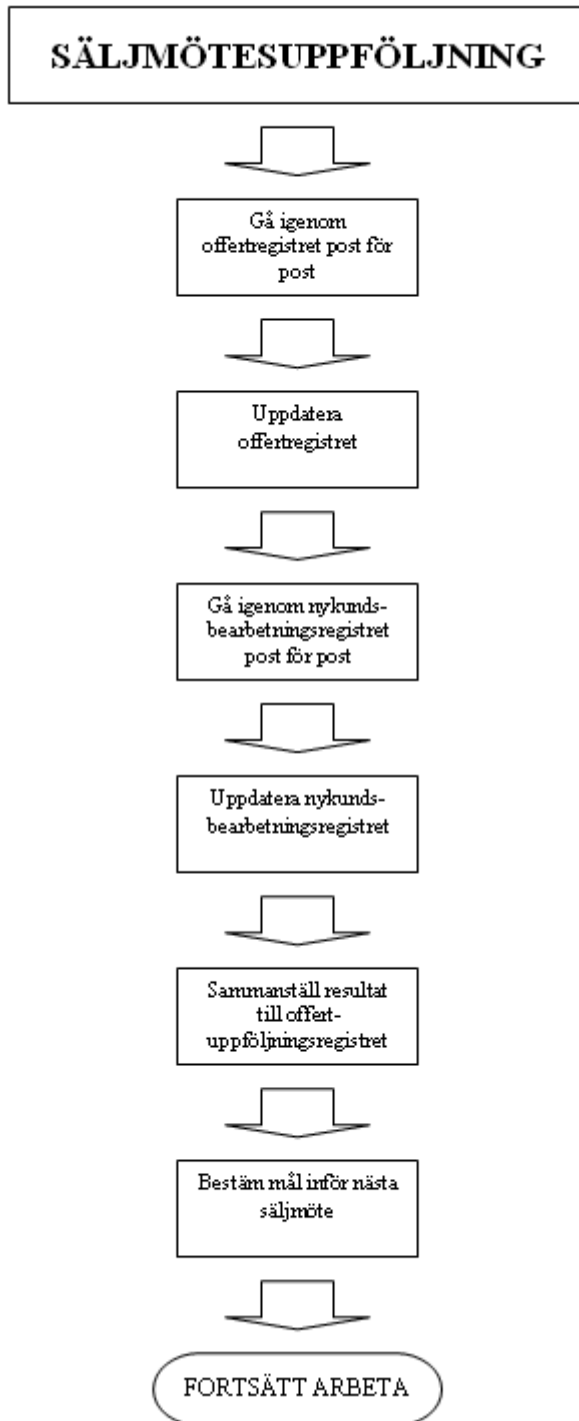 SÄLJMÖTESUPPFÖLJNING
Gå igenom
offertregistret post för
post
Uppdatera
offertregistret
Gå igenom nykunds-
bearbetningsregistret
post för post
Uppdatera nykunds-
bearbetningsregistret
Sammanställ resultat
till offert-
uppföljningsregistret
Bestäm mål inför nästa
säljmöte
FORTSÄTT ARBETA